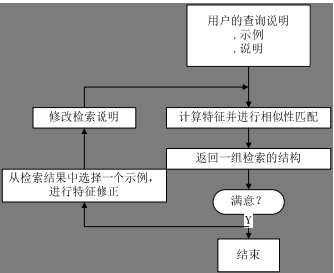 用户的查询说明
. 示例
. 说明
修改检索说明
计算特征并进行相似性匹配
返回一组检索的结构
从检索结果中选择一个示例，
进行特征修正
满意？
Y
结束